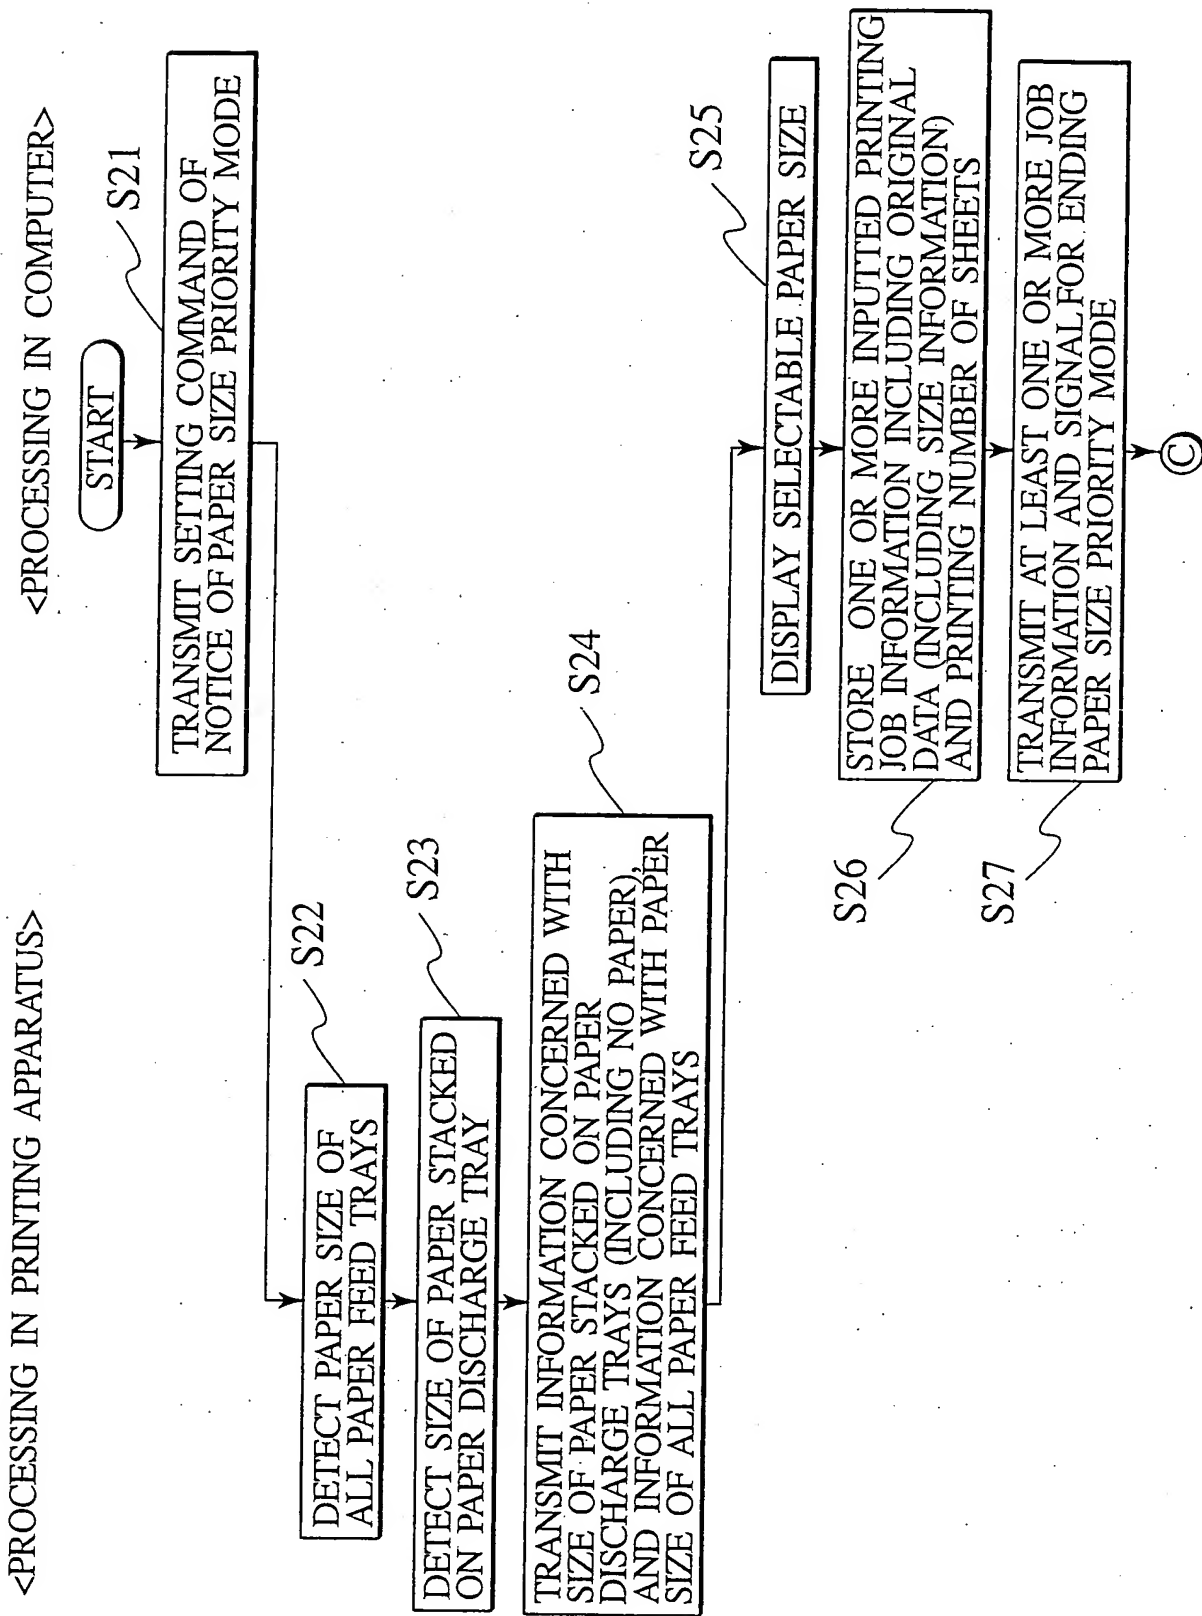 <PROCESSING IN PRINTING APPARATUS>
<PROCESSING IN COMPUTER>
START
S21
TRANSMIT SETTING COMMAND OF
NOTICE OF PAPER SIZE PRIORITY MODE
S22
DETECT PAPER SIZE OF
ALL PAPER FEED TRAYS
S23
DETECT SIZE OF PAPER STACKED
ON PAPER DISCHARGE TRAY
S24
TRANSMIT INFORMATION CONCERNED WITH
SIZE OF PAPER STACKED ON PAPER
DISCHARGE TRAYS (INCLUDING NO PAPER),
AND INFORMATION CONCERNED WITH PAPER
SIZE OF ALL PAPER FEED TRAYS
S25
DISPLAY SELECTABLE PAPER SIZE
S26
STORE ONE OR MORE INPUTTED PRINTING
JOB INFORMATION INCLUDING ORIGINAL
DATA (INCLUDING SIZE INFORMATION)
AND PRINTING NUMBER OF SHEETS
S27
TRANSMIT AT LEAST ONE OR MORE JOB
INFORMATION AND SIGNAL FOR ENDING
PAPER SIZE PRIORITY MODE
C